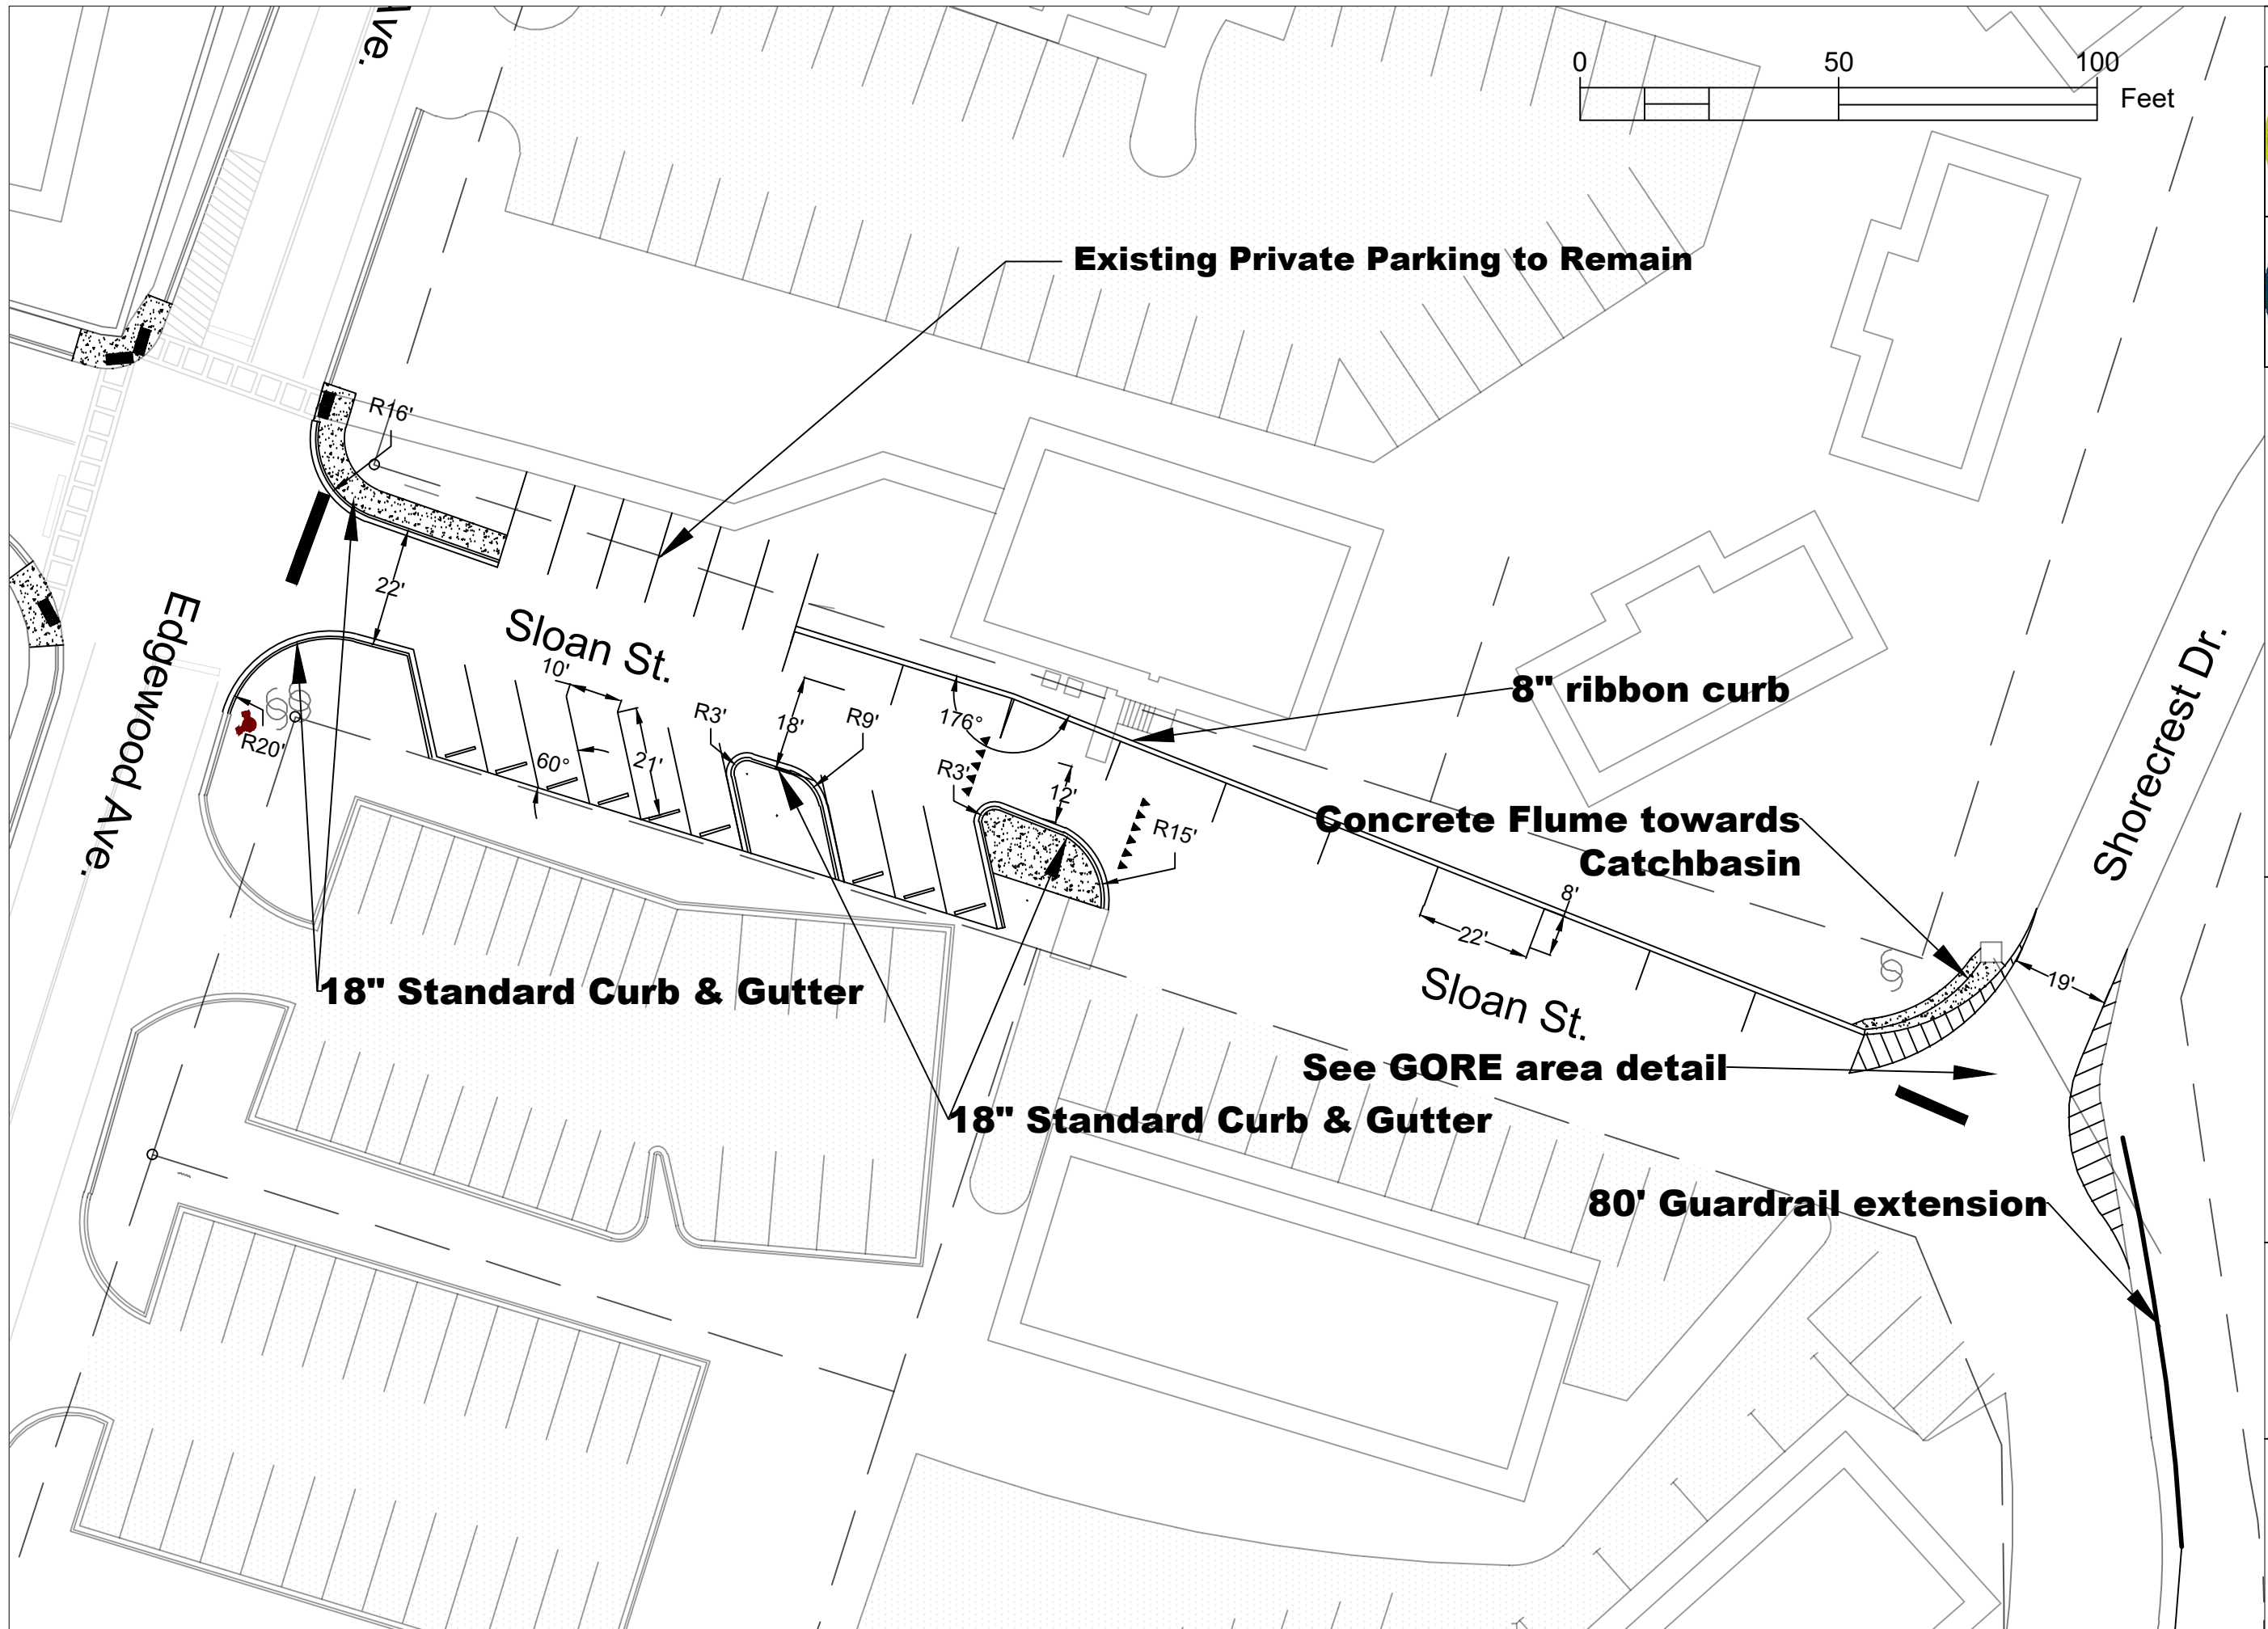 Ave.
0 50 100
Feet
Existing Private Parking to Remain
R16'
22'
Sloan St.
10'
R3'
18'
R9'
176°
8" ribbon curb
Edgewood Ave.
R20'
60°
21'
R3'
12'
R15'
Concrete Flume towards
Catchbasin
Shorecrest Dr.
8'
22'
19'
18" Standard Curb & Gutter
Sloan St.
See GORE area detail
18" Standard Curb & Gutter
80' Guardrail extension